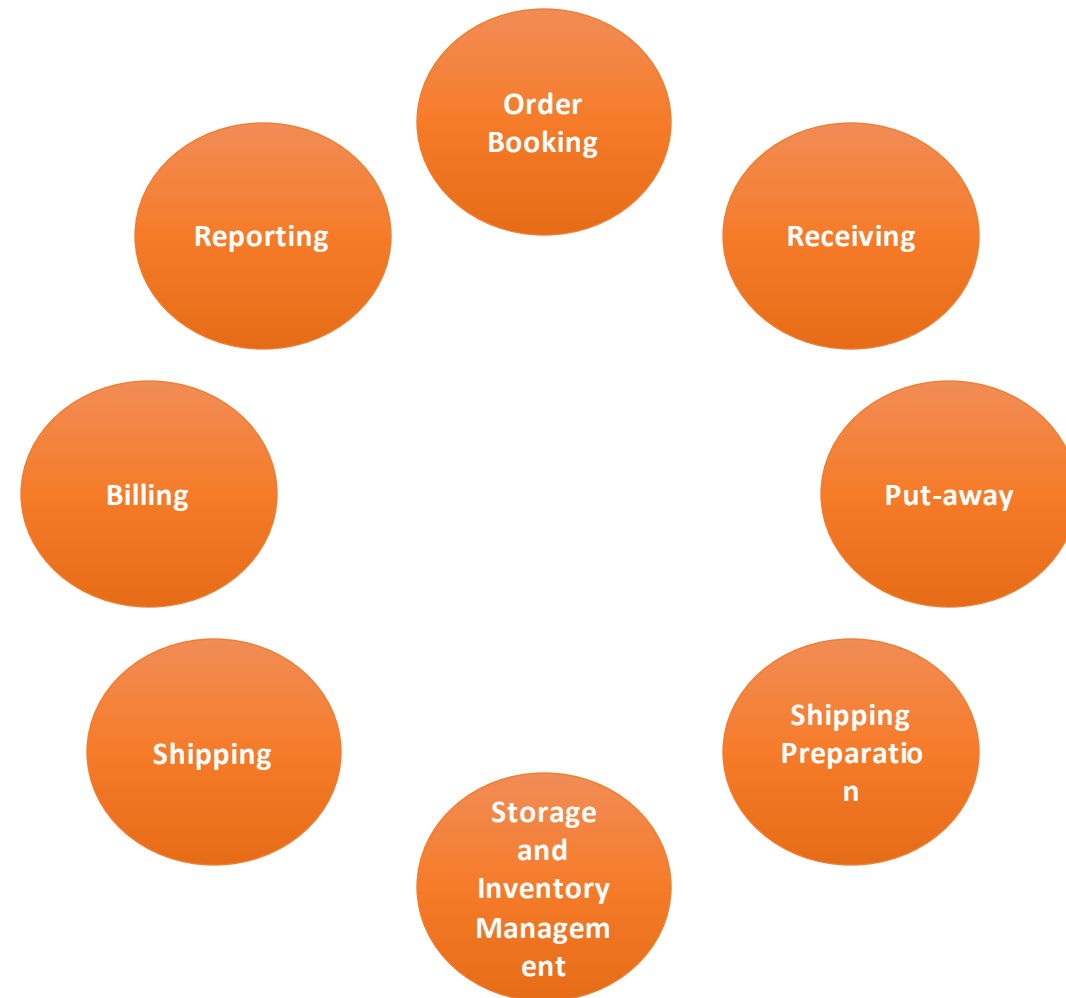 Order
Booking
Reporting
Receiving
Billing
Put-away
Shipping
Shipping
Preparatio
n
Storage
and
Inventory
Managem
ent